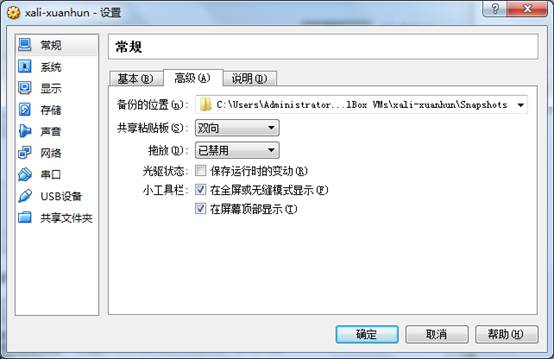 xali-xuanhun - 设置
常规
系统
显示
存储
声音
网络
串口
USB设备
共享文件夹
常规
基本(B) 高级(A) 说明(D)
备份的位置(n): C:\Users\Administrator...lBox VMs\xali-xuanhun\Snapshots
共享粘贴板(S): 双向
拖放(D): 已禁用
光驱状态: 保存运行时的变动(R)
小工具栏: 在全屏或无缝模式显示(F)
在屏幕顶部显示(T)
确定 取消 帮助(H)